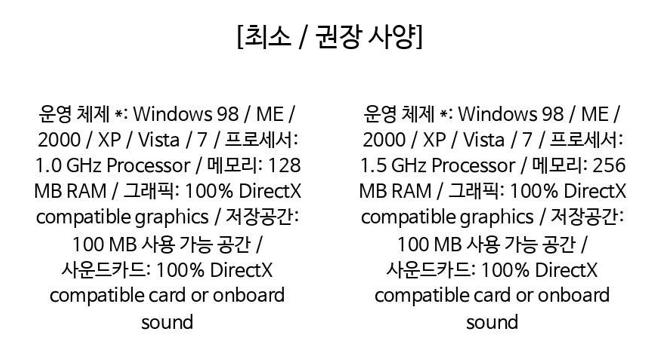 [최소 / 권장 사양]
운영 체제 *: Windows 98 / ME /
2000 / XP / Vista / 7 / 프로세서:
1.0 GHz Processor / 메모리: 128
MB RAM / 그래픽: 100% DirectX
compatible graphics / 저장공간:
100 MB 사용 가능 공간 /
사운드카드: 100% DirectX
compatible card or onboard
sound
운영 체제 *: Windows 98 / ME /
2000 / XP / Vista / 7 / 프로세서:
1.5 GHz Processor / 메모리: 256
MB RAM / 그래픽: 100% DirectX
compatible graphics / 저장공간:
100 MB 사용 가능 공간 /
사운드카드: 100% DirectX
compatible card or onboard
sound